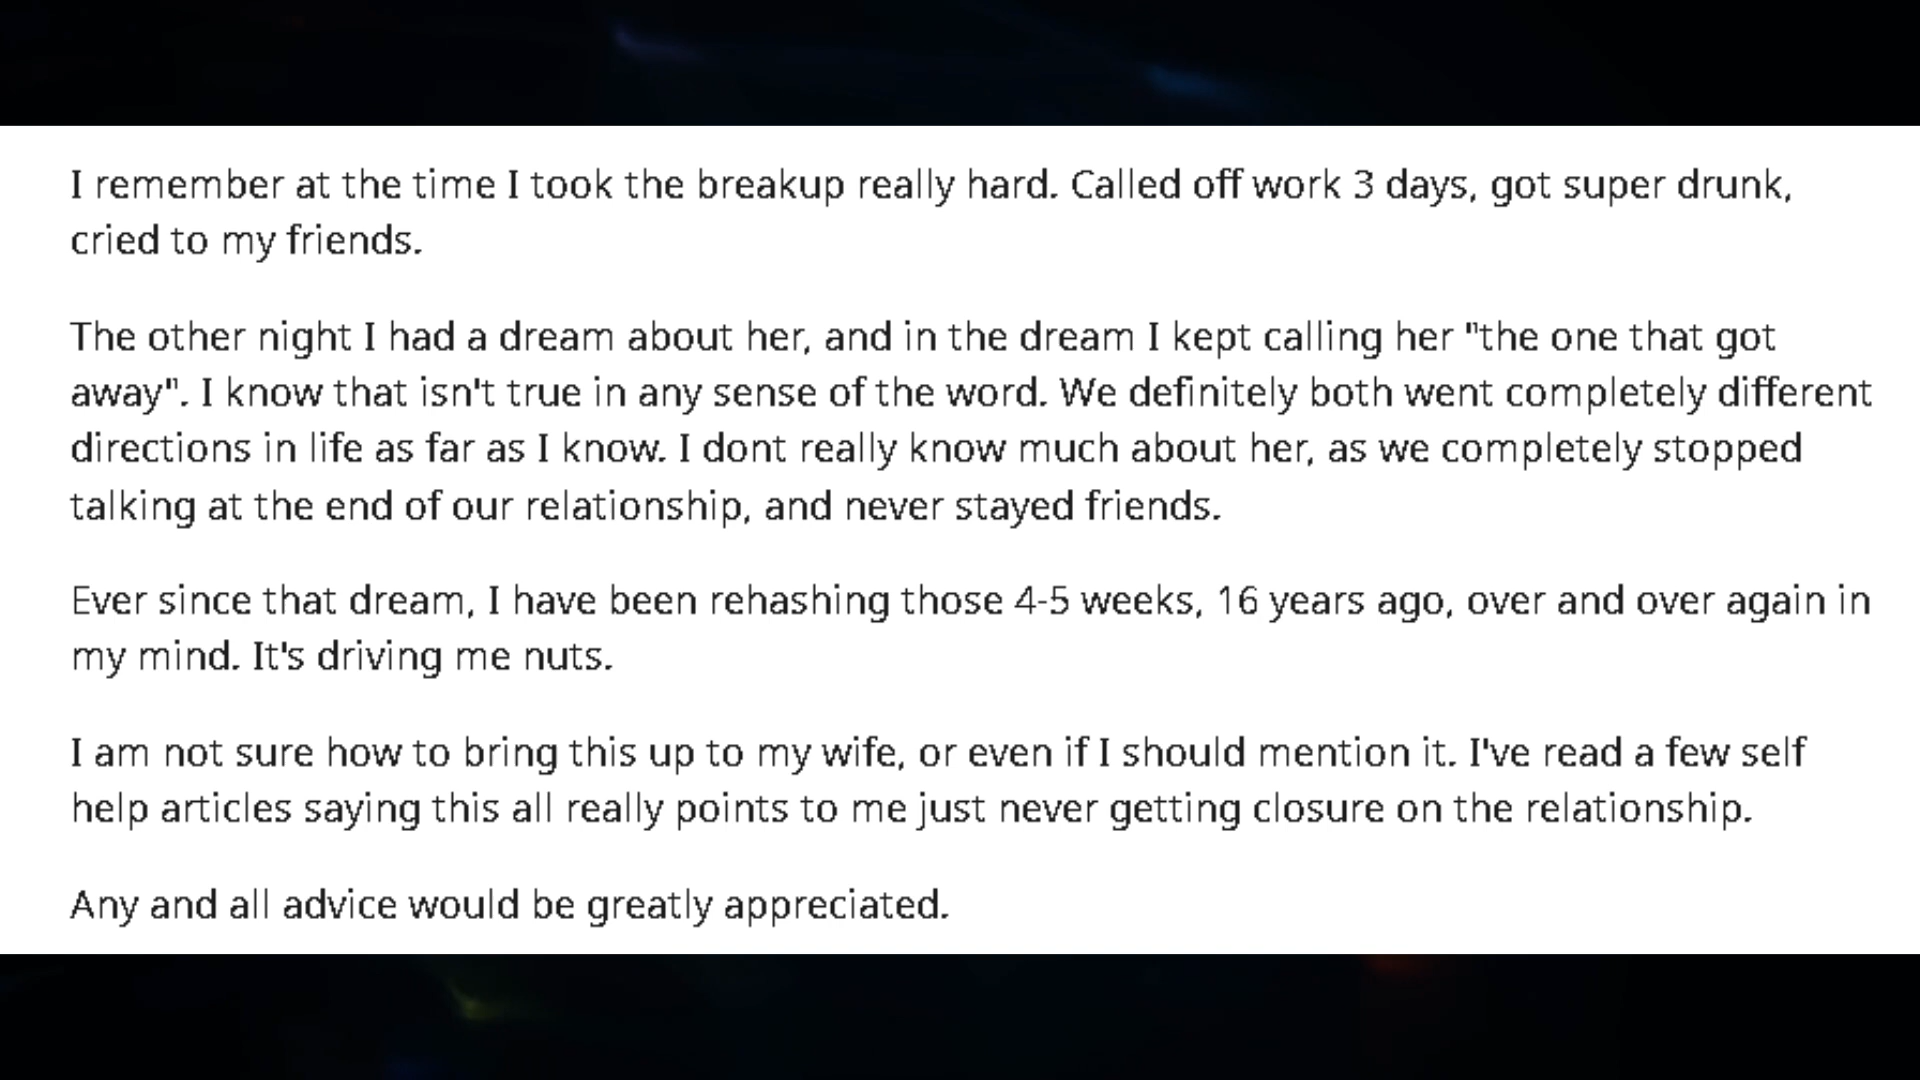 I remember at the time I took the breakup really hard. Called off work 3 days, got super drunk,
cried to my friends.
The other night I had a dream about her, and in the dream I kept calling her "the one that got
away". I know that isn't true in any sense of the word. We definitely both went completely different
directions in life as far as I know. I dont really know much about her, as we completely stopped
talking at the end of our relationship, and never stayed friends.
Ever since that dream, I have been rehashing those 4-5 weeks, 16 years ago, over and over again in
my mind. It's driving me nuts.
I am not sure how to bring this up to my wife, or even if I should mention it. I've read a few self
help articles saying this all really points to me just never getting closure on the relationship.
Any and all advice would be greatly appreciated.